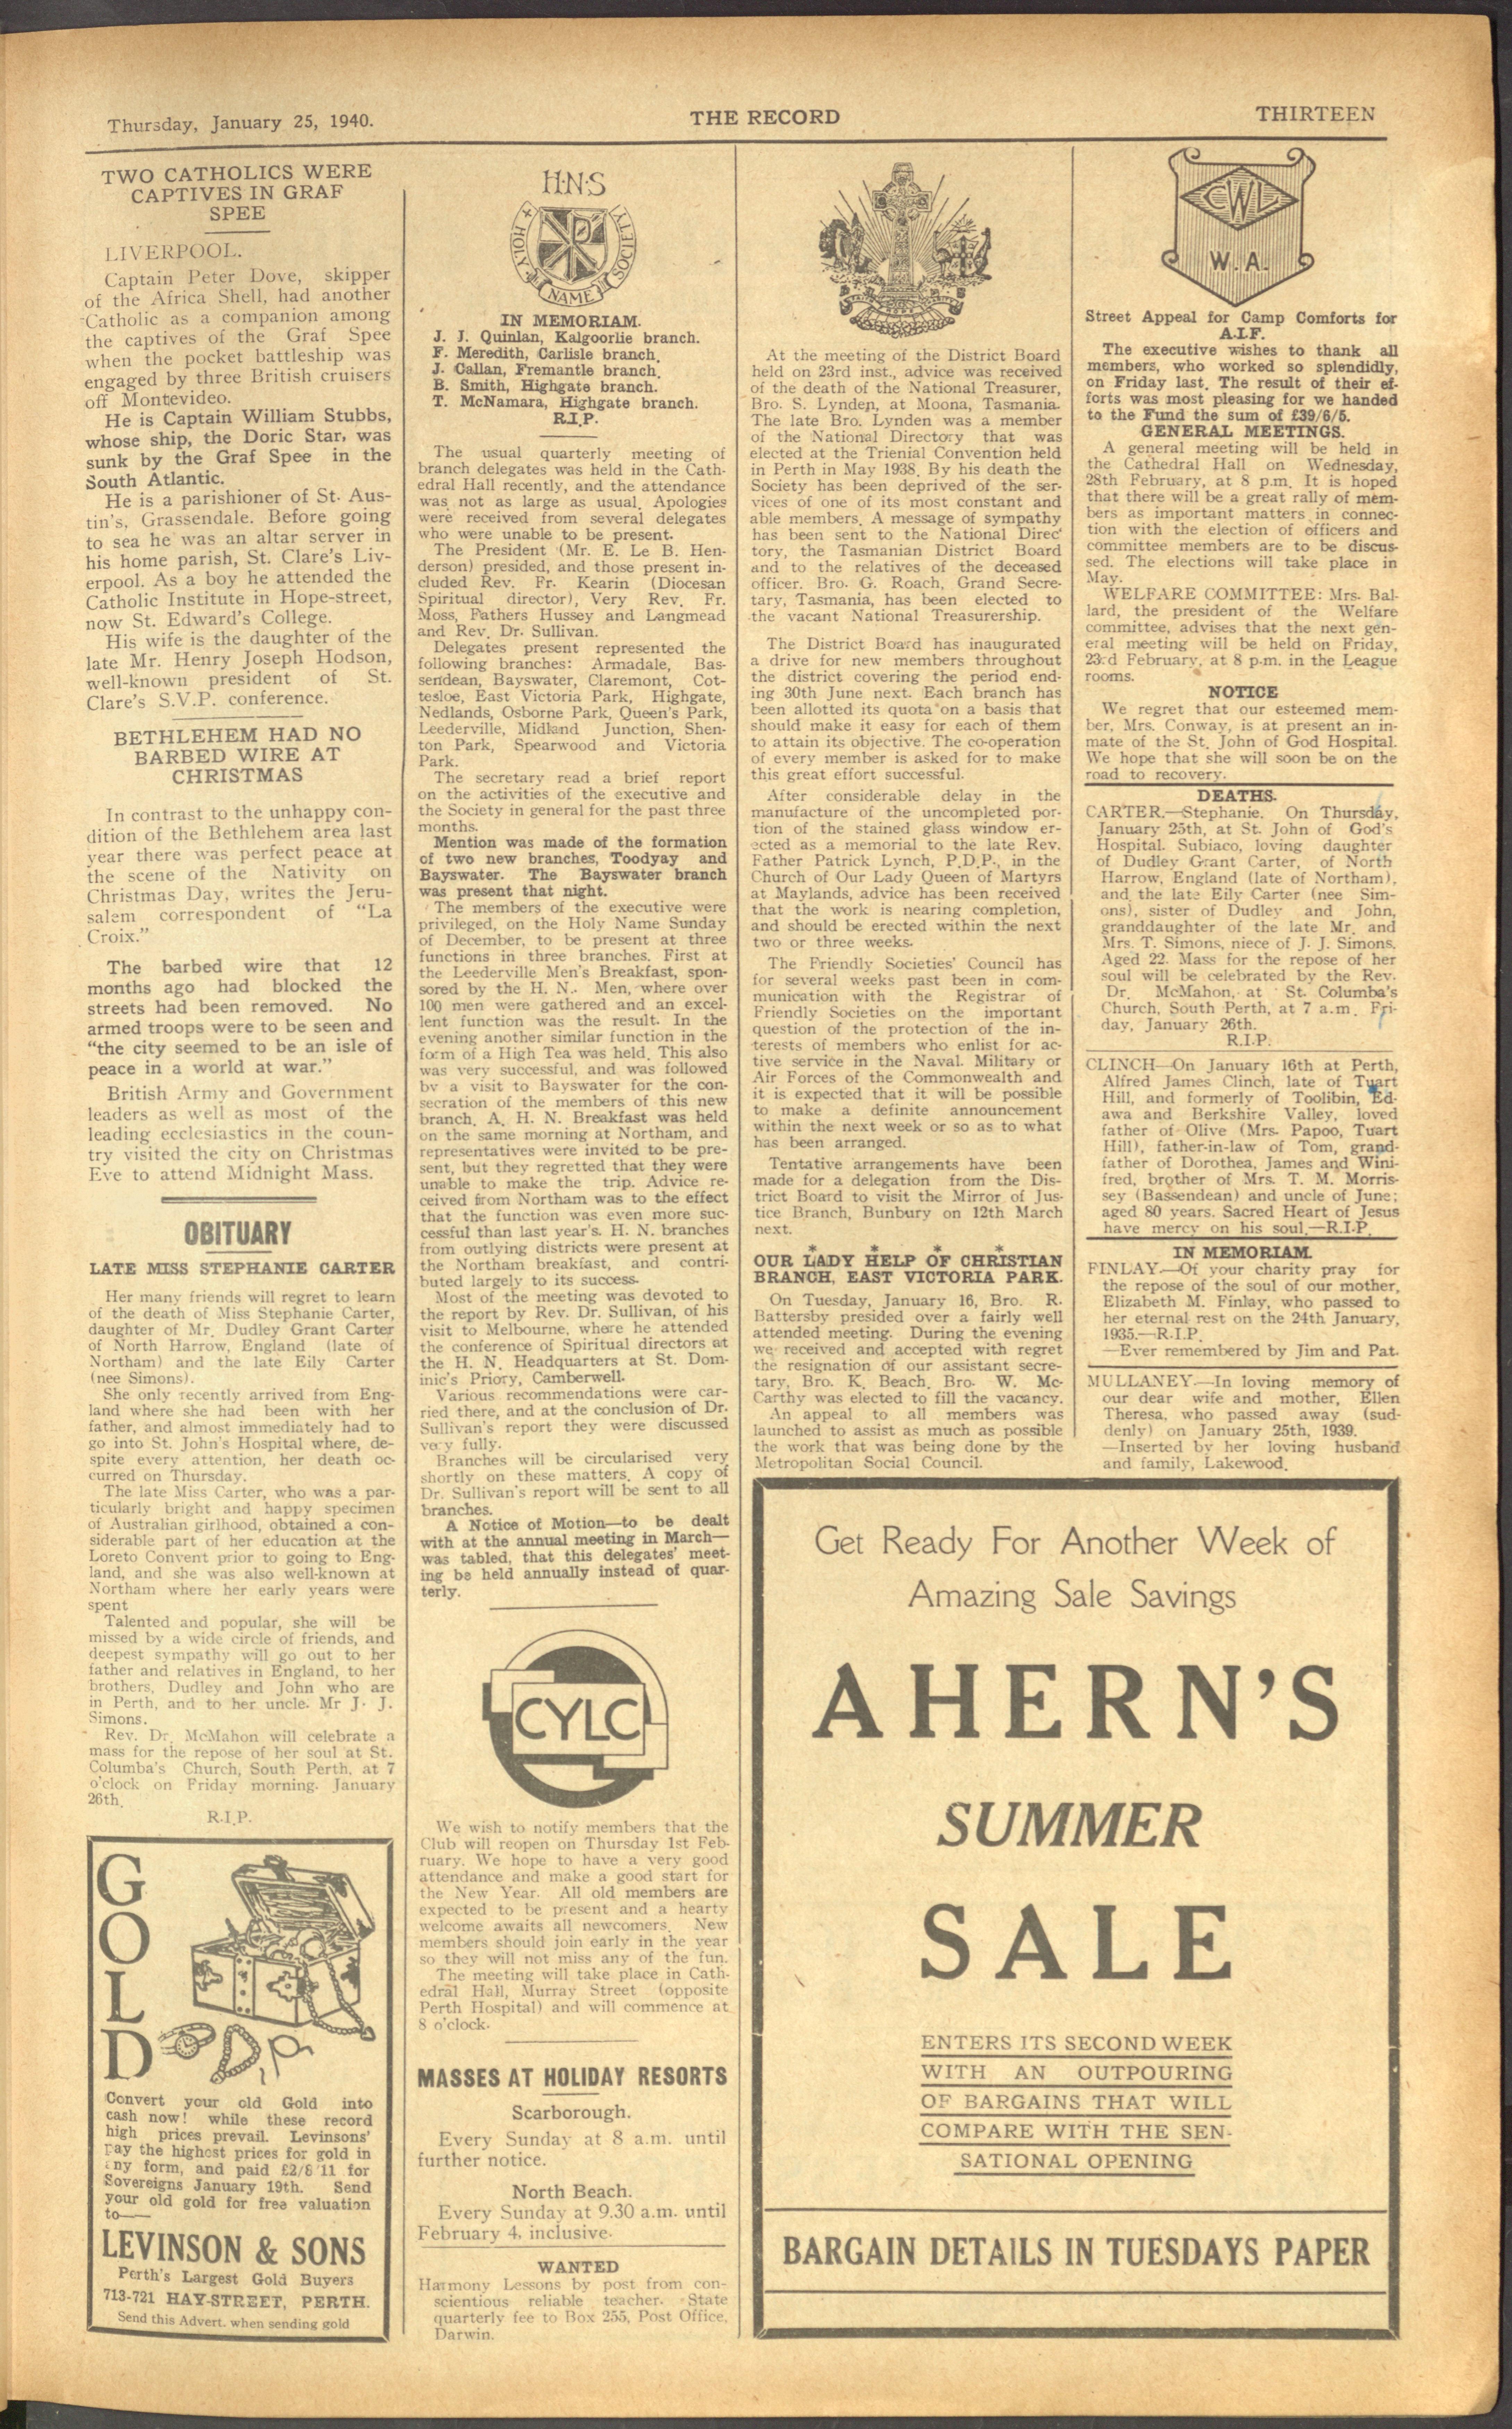 Thursday, January 25, 1940.
THE RECORD
THIRTEEN
TWO CATHOLICS WERE
CAPTIVES IN GRAF
SPEE
LIVERPOOL.
Captain Peter Dove, skipper
of the Africa Shell, had another
Catholic as a companion among
the captives of the Graf Spee
when the pocket battleship was
engaged by three British cruisers
off Montevideo.
He is Captain William Stubbs,
whose ship, the Doric Star, was
sunk by the Graf Spee in the
South Atlantic.
He is a parishioner of St. Aus-
tin's, Grassendale. Before going
to sea he was an altar server in
his home parish, St. Clare's Liv-
erpool. As a boy he attended the
Catholic Institute in Hope-street,
now St. Edward's College.
His wife is the daughter of the
late Mr. Henry Joseph Hodson,
well-known president of St.
Clare's S.V.P. conference.
BETHLEHEM HAD NO
BARBED WIRE AT
CHRISTMAS
In contrast to the unhappy con-
dition of the Bethlehem area last
year there was perfect peace at
the scene of the Nativity on
Christmas Day, writes the Jeru-
salem correspondent of "La
Croix."
The barbed wire that 12
months ago had blocked the
streets had been removed. No
armed troops were to be seen and
"the city seemed to be an isle of
peace in a world at war."
British Army and Government
leaders as well as most of the
leading ecclesiastics in the coun-
try visited the city on Christmas
Eve to attend Midnight Mass.
OBITUARY
LATE MISS STEPHANIE CARTER
Her many friends will regret to learn
of the death of Miss Stephanie Carter,
daughter of Mr. Dudley Grant Carter
of North Harrow, England (late of
Northam) and the late Eily Carter
(nee Simons).
She only recently arrived from Eng-
land where she had been with her
father, and almost immediately had to
go into St. John's Hospital where, de-
spite every attention, her death oc-
curred on Thursday.
The late Miss Carter, who was a par-
ticularly bright and happy specimen
of Australian girlhood, obtained a con-
siderable part of her education at the
Loreto Convent prior to going to Eng-
land, and she was also well-known at
Northam where her early years were
spent
Talented and popular, she will be
missed by a wide circle of friends, and
deepest sympathy will go out to her
father and relatives in England, to her
brothers, Dudley and John who are
in Perth, and to her uncle. Mr J. J.
Simons.
Rev. Dr. McMahon will celebrate a
mass for the repose of her soul at St.
Columba's Church, South Perth, at 7
o'clock on Friday morning. January
26th.
R.I.P.
GOLD
Convert your old Gold into
cash now! while these record
high prices prevail. Levinsons'
pay the highest prices for gold in
any form, and paid £2/8/11 for
Sovereigns January 19th. Send
your old gold for free valuation
to—
LEVINSON & SONS
Perth's Largest Gold Buyers
713-721 HAY-STREET, PERTH.
Send this Advert. when sending gold
H.N.S
HOLY NAME SOCIETY
IN MEMORIAM.
J. J. Quinlan, Kalgoorlie branch.
F. Meredith, Carlisle branch.
J. Callan, Fremantle branch.
B. Smith, Highgate branch.
T. McNamara, Highgate branch.
R.I.P.
The usual quarterly meeting of
branch delegates was held in the Cath-
edral Hall recently, and the attendance
was not as large as usual. Apologies
were received from several delegates
who were unable to be present.
The President (Mr. E. Le B. Hen-
derson) presided, and those present in-
cluded Rev. Fr. Kearin (Diocesan
Spiritual director), Very Rev. Fr.
Moss, Fathers Hussey and Langmead
and Rev. Dr. Sullivan.
Delegates present represented the
following branches: Armadale, Bas-
sendean, Bayswater, Claremont, Cot-
tesloe, East Victoria Park, Highgate,
Nedlands, Osborne Park, Queen's Park,
Leederville, Midland Junction, Shen-
ton Park, Spearwood and Victoria
Park.
The secretary read a brief report
on the activities of the executive and
the Society in general for the past three
months.
Mention was made of the formation
of two new branches, Toodyay and
Bayswater. The Bayswater branch
was present that night.
The members of the executive were
privileged, on the Holy Name Sunday
of December, to be present at three
functions in three branches. First at
the Leederville Men's Breakfast, spon-
sored by the H. N. Men, where over
100 men were gathered and an excel-
lent function was the result. In the
evening another similar function in the
form of a High Tea was held. This also
was very successful, and was followed
by a visit to Bayswater for the con-
secration of the members of this new
branch. A. H. N. Breakfast was held
on the same morning at Northam, and
representatives were invited to be pre-
sent, but they regretted that they were
unable to make the trip. Advice re-
ceived from Northam was to the effect
that the function was even more suc-
cessful than last year's. H. N. branches
from outlying districts were present at
the Northam breakfast, and contri-
buted largely to its success.
Most of the meeting was devoted to
the report by Rev. Dr. Sullivan, of his
visit to Melbourne, where he attended
the conference of Spiritual directors at
the H. N. Headquarters at St. Dom-
inic's Priory, Camberwell.
Various recommendations were car-
ried there, and at the conclusion of Dr.
Sullivan's report they were discussed
very fully.
Branches will be circularised very
shortly on these matters. A copy of
Dr. Sullivan's report will be sent to all
branches.
A Notice of Motion—to be dealt
with at the annual meeting in March—
was tabled, that this delegates' meet-
ing be held annually instead of quar-
terly.
CYLC
We wish to notify members that the
Club will reopen on Thursday 1st Feb-
ruary. We hope to have a very good
attendance and make a good start for
the New Year. All old members are
expected to be present and a hearty
welcome awaits all newcomers. New
members should join early in the year
so they will not miss any of the fun.
The meeting will take place in Cath-
edral Hall, Murray Street (opposite
Perth Hospital) and will commence at
8 o'clock.
MASSES AT HOLIDAY RESORTS
Scarborough.
Every Sunday at 8 a.m. until
further notice.
North Beach.
Every Sunday at 9.30 a.m. until
February 4, inclusive.
WANTED
Harmony Lessons by post from con-
scientious reliable teacher. State
quarterly fee to Box 255, Post Office,
Darwin.
At the meeting of the District Board
held on 23rd inst., advice was received
of the death of the National Treasurer,
Bro. S. Lynden, at Moona, Tasmania.
The late Bro. Lynden was a member
of the National Directory that was
elected at the Trienial Convention held
in Perth in May 1938. By his death the
Society has been deprived of the ser-
vices of one of its most constant and
able members. A message of sympathy
has been sent to the National Direc'
tory, the Tasmanian District Board
and to the relatives of the deceased
officer. Bro. G. Roach, Grand Secre-
tary, Tasmania, has been elected to
the vacant National Treasurership.
The District Board has inaugurated
a drive for new members throughout
the district covering the period end-
ing 30th June next. Each branch has
been allotted its quota on a basis that
should make it easy for each of them
to attain its objective. The co-operation
of every member is asked for to make
this great effort successful.
After considerable delay in the
manufacture of the uncompleted por-
tion of the stained glass window er-
ected as a memorial to the late Rev.
Father Patrick Lynch, P.D.P., in the
Church of Our Lady Queen of Martyrs
at Maylands, advice has been received
that the work is nearing completion,
and should be erected within the next
two or three weeks.
The Friendly Societies' Council has
for several weeks past been in com-
munication with the Registrar of
Friendly Societies on the important
question of the protection of the in-
terests of members who enlist for ac-
tive service in the Naval. Military or
Air Forces of the Commonwealth and
it is expected that it will be possible
to make a definite announcement
within the next week or so as to what
has been arranged.
Tentative arrangements have been
made for a delegation from the Dis-
trict Board to visit the Mirror of Jus-
tice Branch, Bunbury on 12th March
next.
* * * *
OUR LADY HELP OF CHRISTIAN
BRANCH, EAST VICTORIA PARK.
On Tuesday, January 16, Bro. R.
Battersby presided over a fairly well
attended meeting. During the evening
we received and accepted with regret
the resignation of our assistant secre-
tary, Bro. K. Beach. Bro. W. Mc-
Carthy was elected to fill the vacancy.
An appeal to all members was
launched to assist as much as possible
the work that was being done by the
Metropolitan Social Council.
CWL
W.A.
Street Appeal for Camp Comforts for
A.I.F.
The executive wishes to thank all
members, who worked so splendidly,
on Friday last. The result of their ef-
forts was most pleasing for we handed
to the Fund the sum of £39/6/5.
GENERAL MEETINGS.
A general meeting will be held in
the Cathedral Hall on Wednesday,
28th February, at 8 p.m. It is hoped
that there will be a great rally of mem-
bers as important matters in connec-
tion with the election of officers and
committee members are to be discus-
sed. The elections will take place in
May.
WELFARE COMMITTEE: Mrs. Bal-
lard, the president of the Welfare
committee, advises that the next gen-
eral meeting will be held on Friday,
23rd February, at 8 p.m. in the League
rooms.
NOTICE
We regret that our esteemed mem-
ber, Mrs. Conway, is at present an in-
mate of the St. John of God Hospital.
We hope that she will soon be on the
road to recovery.
DEATHS.
CARTER.—Stephanie. On Thursday,
January 25th, at St. John of God's
Hospital. Subiaco, loving daughter
of Dudley Grant Carter, of North
Harrow, England (late of Northam),
and the late Eily Carter (nee Sim-
ons), sister of Dudley and John,
granddaughter of the late Mr. and
Mrs. T. Simons, niece of J. J. Simons.
Aged 22. Mass for the repose of her
soul will be celebrated by the Rev.
Dr. McMahon, at St. Columba's
Church, South Perth, at 7 a.m. Fri-
day, January 26th.
R.I.P.
CLINCH—On January 16th at Perth,
Alfred James Clinch, late of Tuart
Hill, and formerly of Toolibin, Ed-
awa and Berkshire Valley, loved
father of Olive (Mrs. Papoo, Tuart
Hill), father-in-law of Tom, grand-
father of Dorothea, James and Wini-
fred, brother of Mrs. T. M. Morris-
sey (Bassendean) and uncle of June;
aged 80 years. Sacred Heart of Jesus
have mercy on his soul.—R.I.P.
IN MEMORIAM.
FINLAY.—Of your charity pray for
the repose of the soul of our mother,
Elizabeth M. Finlay, who passed to
her eternal rest on the 24th January,
1935.—R.I.P.
—Ever remembered by Jim and Pat.
MULLANEY.—In loving memory of
our dear wife and mother, Ellen
Theresa, who passed away (sud-
denly) on January 25th, 1939.
—Inserted by her loving husband
and family, Lakewood.
Get Ready For Another Week of
Amazing Sale Savings
AHERN'S
SUMMER
SALE
ENTERS ITS SECOND WEEK
WITH AN OUTPOURING
OF BARGAINS THAT WILL
COMPARE WITH THE SEN-
SATIONAL OPENING
BARGAIN DETAILS IN TUESDAYS PAPER